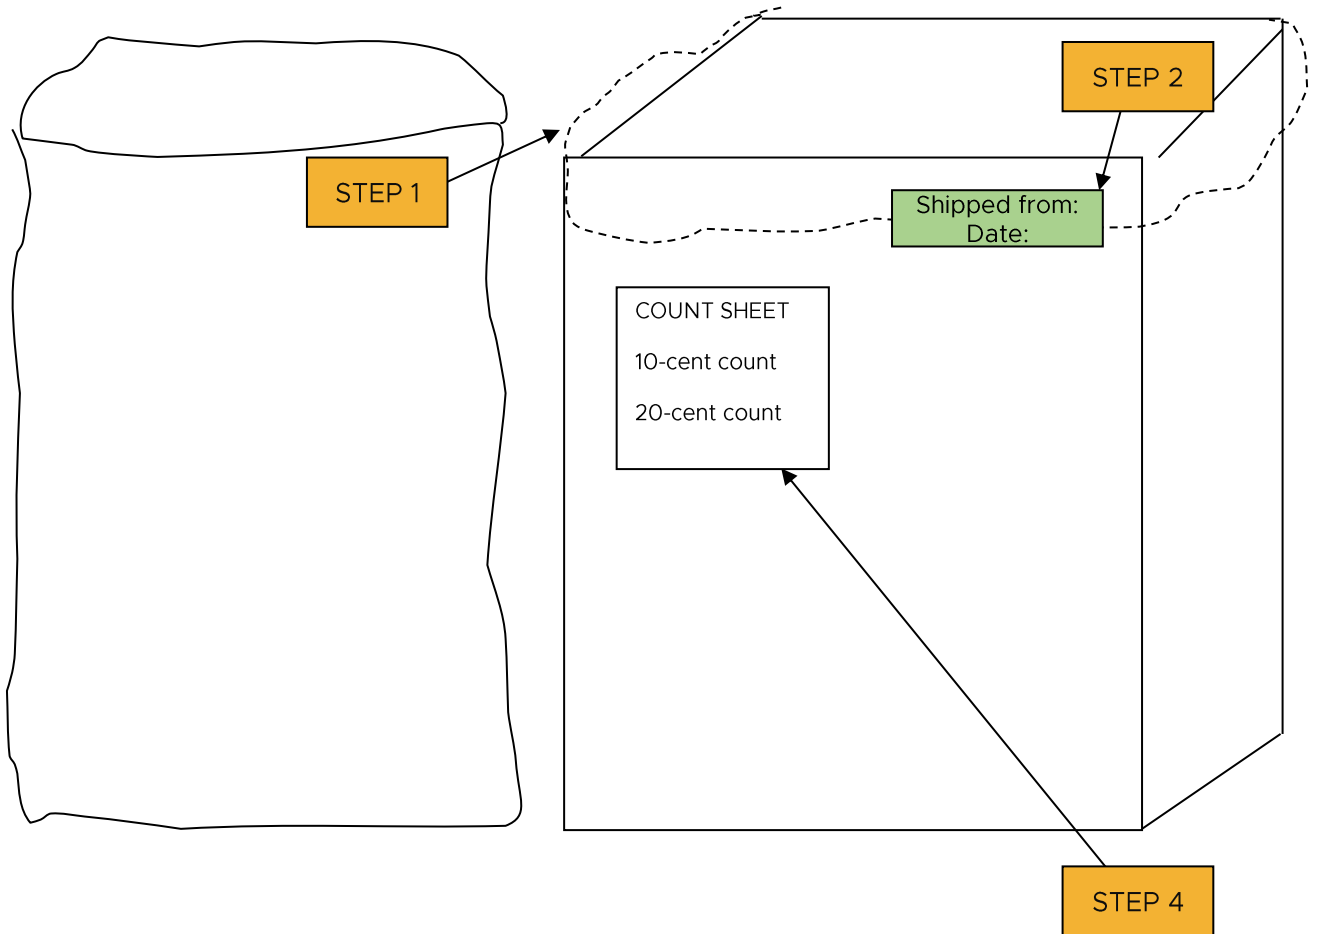 STEP 2
STEP 1
Shipped from:
Date:
COUNT SHEET
10-cent count
20-cent count
STEP 4